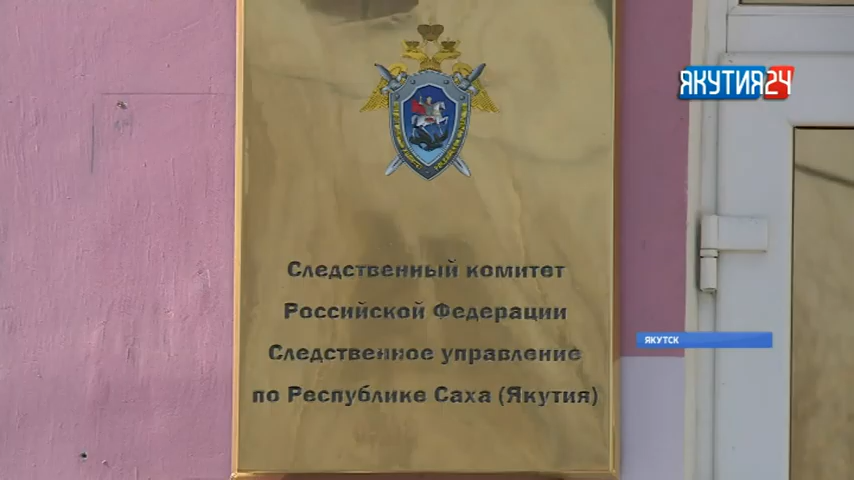 ЯКУТИЯ24
Следственный комитет
Российской Федерации
Следственное управление
по Республике Саха (Якутия)
ЯКУТСК